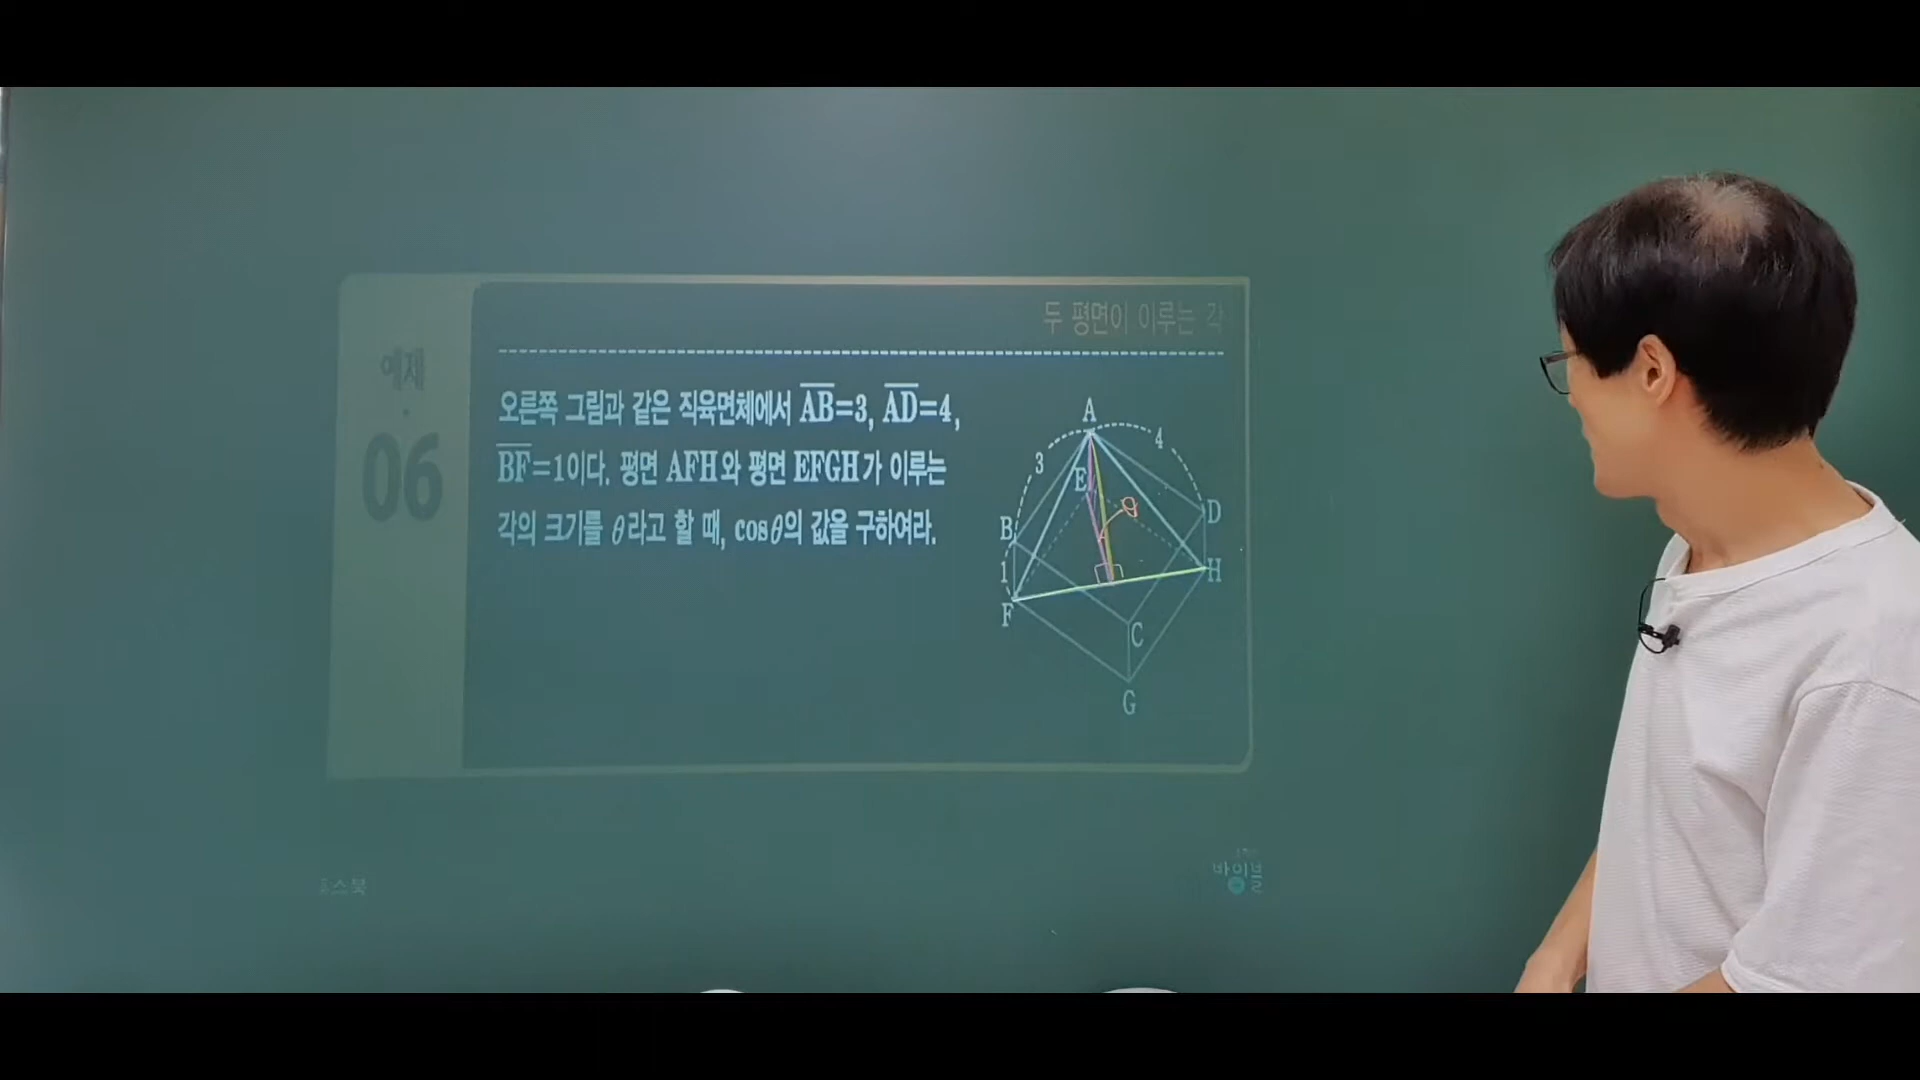 두 평면이 이루는 각
예제
06
오른쪽 그림과 같은 직육면체에서 AB=3, AD=4,
BF=1이다. 평면 AFH와 평면 EFGH가 이루는
각의 크기를 θ라고 할 때, cosθ의 값을 구하여라.
A
4
3
E
θ
B
D
1
H
F
C
G
바이블